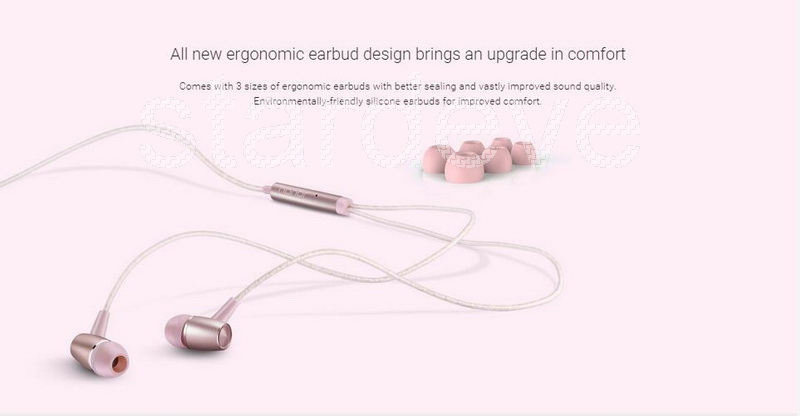 All new ergonomic earbud design brings an upgrade in comfort
Comes with 3 sizes of ergonomic earbuds with better sealing and vastly improved sound quality.
Environmentally-friendly silicone earbuds for improved comfort.
stardeve